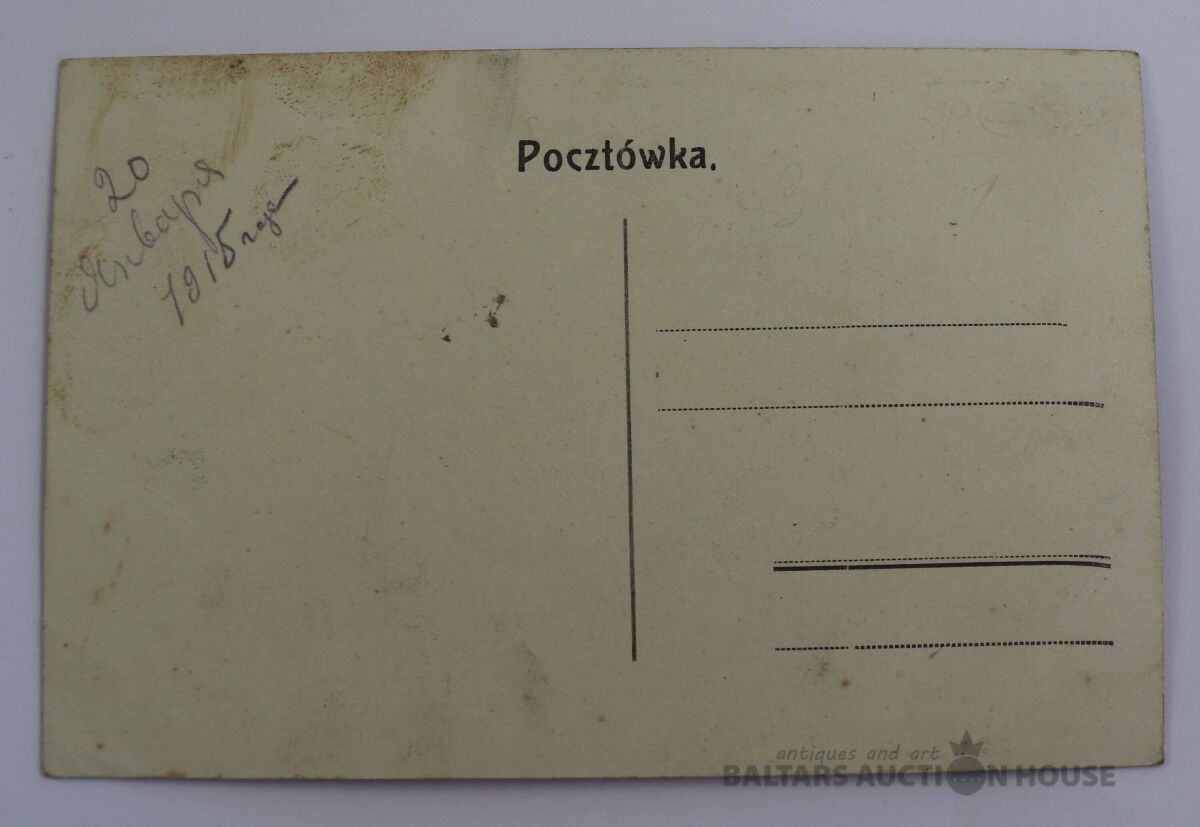 Pocztówka.
20
Января
1915 года
antiques and art
BALTARS AUCTION HOUSE